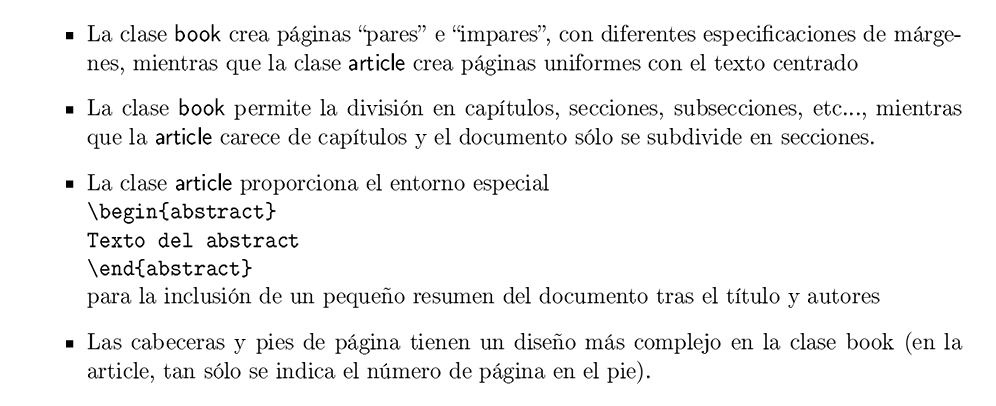 ▪ La clase book crea páginas “pares” e “impares”, con diferentes especificaciones de márge-
nes, mientras que la clase article crea páginas uniformes con el texto centrado
▪ La clase book permite la división en capítulos, secciones, subsecciones, etc..., mientras
que la article carece de capítulos y el documento sólo se subdivide en secciones.
▪ La clase article proporciona el entorno especial
\begin{abstract}
Texto del abstract
\end{abstract}
para la inclusión de un pequeño resumen del documento tras el título y autores
▪ Las cabeceras y pies de página tienen un diseño más complejo en la clase book (en la
article, tan sólo se indica el número de página en el pie).